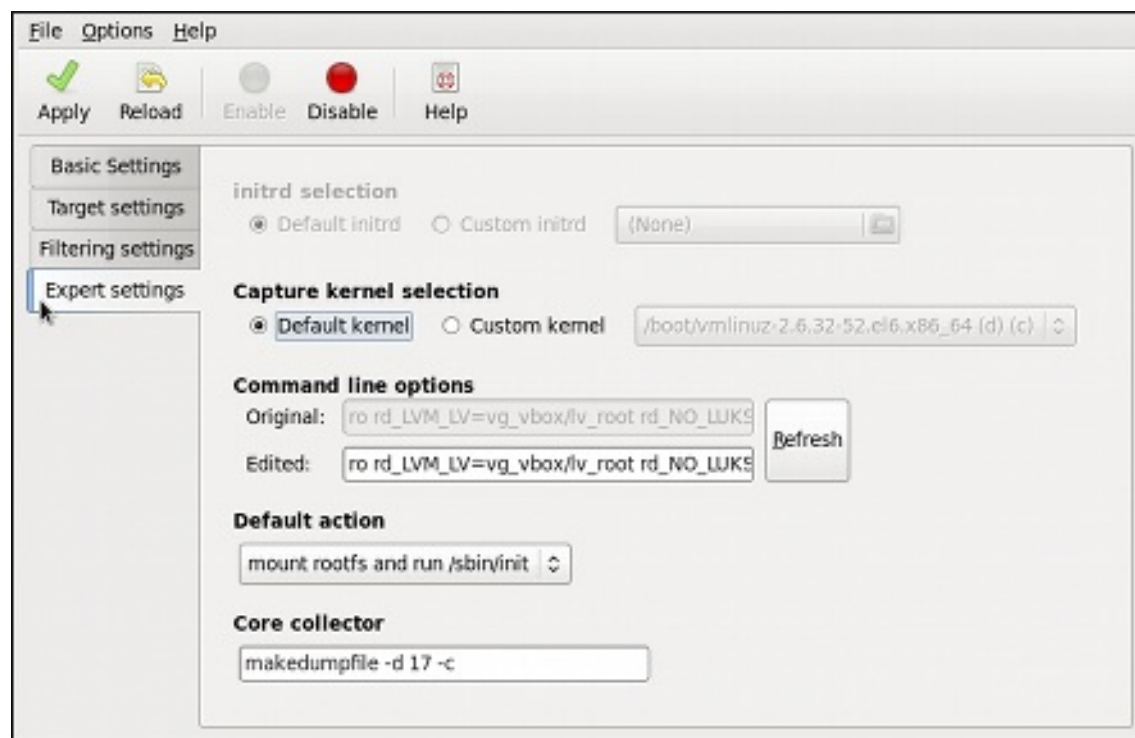 File Options Help
Apply Reload Enable Disable Help
Basic Settings
Target settings
Filtering settings
Expert settings
initrd selection
Default initrd Custom initrd (None)
Capture kernel selection
Default kernel Custom kernel /boot/vmlinuz-2.6.32-52.el6.x86_64 (d) (c)
Command line options
Original: ro rd_LVM_LV=vg_vbox/lv_root rd_NO_LUKS
Refresh
Edited: ro rd_LVM_LV=vg_vbox/lv_root rd_NO_LUKS
Default action
mount rootfs and run /sbin/init
Core collector
makedumpfile -d 17 -c